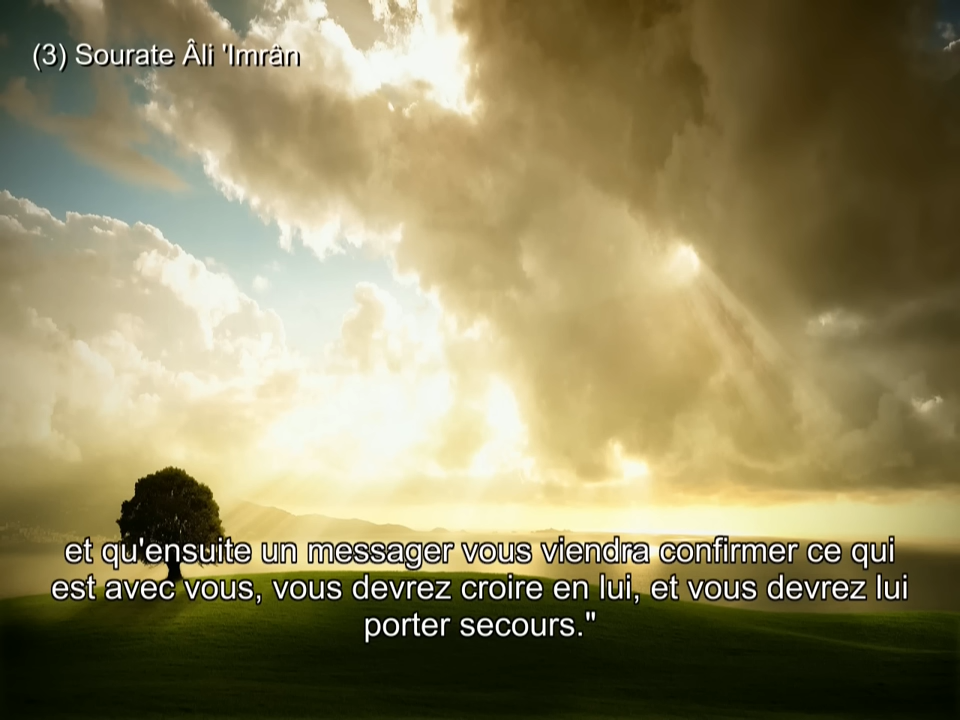 (3) Sourate Âli 'Imrân
et qu'ensuite un messager vous viendra confirmer ce qui
est avec vous, vous devrez croire en lui, et vous devrez lui
porter secours."